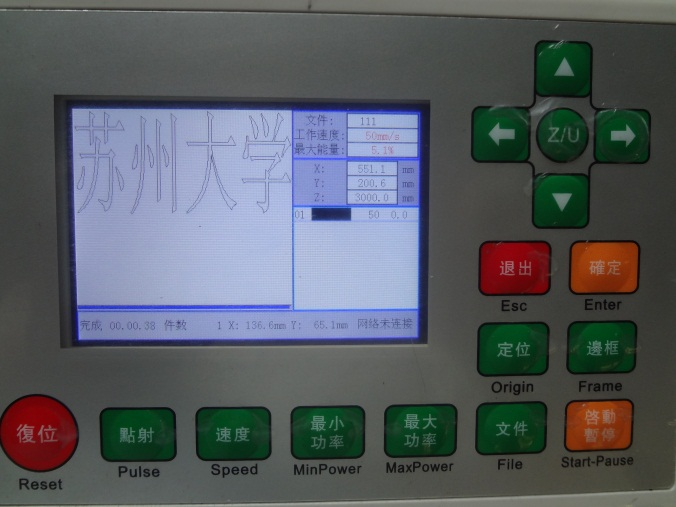 苏州大学
文件: 111
工作速度: 50mm/s
最大能量: 5.1%
X: 551.1 mm
Y: 200.6 mm
Z: 3000.0 mm
01 50 0.0
完成 00.00.38 件数 1 X: 136.6mm Y: 65.1mm 网络未连接
Z/U
退出
Esc
確定
Enter
定位
Origin
邊框
Frame
復位
Reset
點射
Pulse
速度
Speed
最小
功率
MinPower
最大
功率
MaxPower
文件
File
啓動
暫停
Start-Pause